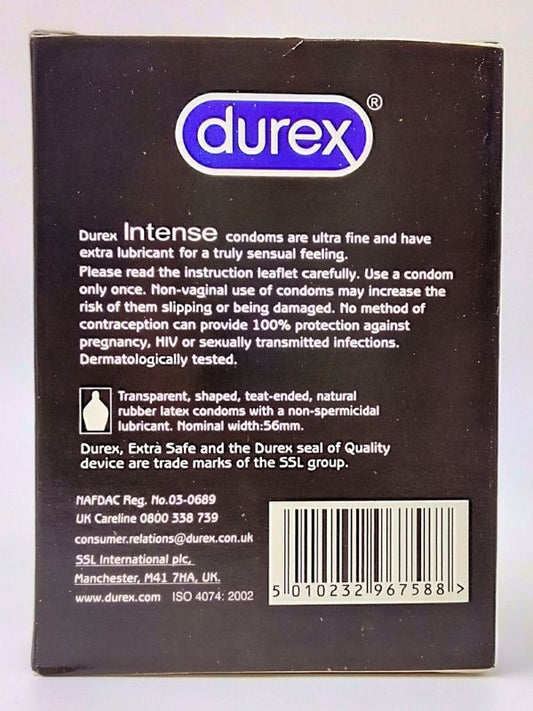 durex®
Durex Intense condoms are ultra fine and have
extra lubricant for a truly sensual feeling.
Please read the instruction leaflet carefully. Use a condom
only once. Non-vaginal use of condoms may increase the
risk of them slipping or being damaged. No method of
contraception can provide 100% protection against
pregnancy, HIV or sexually transmitted infections.
Dermatologically tested.
Transparent, shaped, teat-ended, natural
rubber latex condoms with a non-spermicidal
lubricant. Nominal width:56mm.
Durex, Extrà Safe and the Durex seal of Quality
device are trade marks of the SSL group.
NAFDAC Reg. No.03-0689
UK Careline 0800 338 739
consumer.relations@durex.con.uk
SSL International plc,
Manchester, M41 7HA, UK.
www.durex.com ISO 4074: 2002
5 010232 967588 >